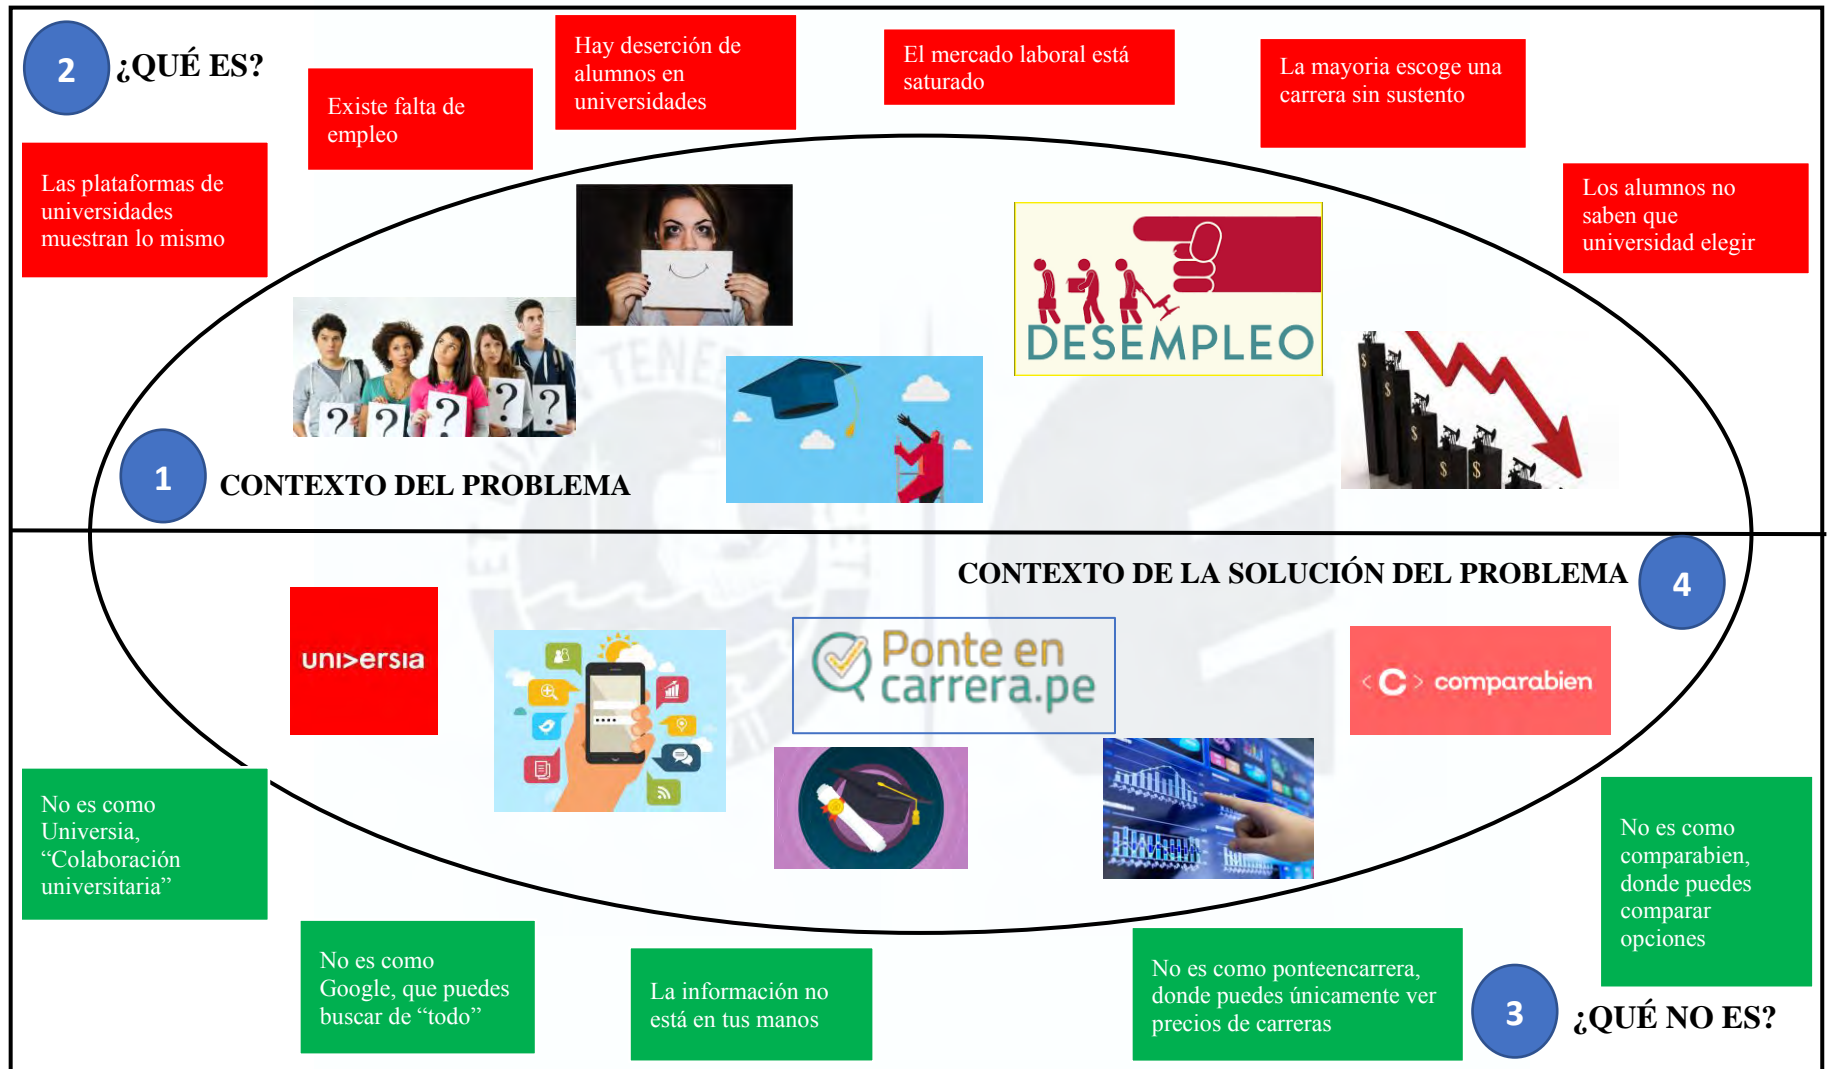 2
¿QUÉ ES?
Las plataformas de
universidades
muestran lo mismo
Existe falta de
empleo
Hay deserción de
alumnos en
universidades
El mercado laboral está
saturado
La mayoria escoge una
carrera sin sustento
Los alumnos no
saben que
universidad elegir
? ? ? ? ?
DESEMPLEO
$
$
$ $
TENE
ET
CET
1
CONTEXTO DEL PROBLEMA
CONTEXTO DE LA SOLUCIÓN DEL PROBLEMA
4
uni>ersia
Ponte en
carrera.pe
<C> comparabien
No es como
Universia,
“Colaboración
universitaria”
No es como
Google, que puedes
buscar de “todo”
La información no
está en tus manos
No es como ponteencarrera,
donde puedes únicamente ver
precios de carreras
No es como
comparabien,
donde puedes
comparar
opciones
3
¿QUÉ NO ES?